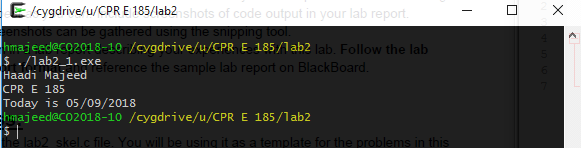 /cygdrive/u/CPR E 185/lab2
enshots of code output in your lab report.
eenshots can be gathered using the snipping tool.
hmajeed@CO2018-10 /cygdrive/u/CPR E 185/lab2
lab. Follow the lab
$ ./lab2_1.exe
Haadi Majeed
reference the sample lab report on BlackBoard.
CPR E 185
Today is 05/09/2018
hmajeed@CO2018-10 /cygdrive/u/CPR E 185/lab2
$
the lab2_skel.c file. You will be using it as a template for the problems in this